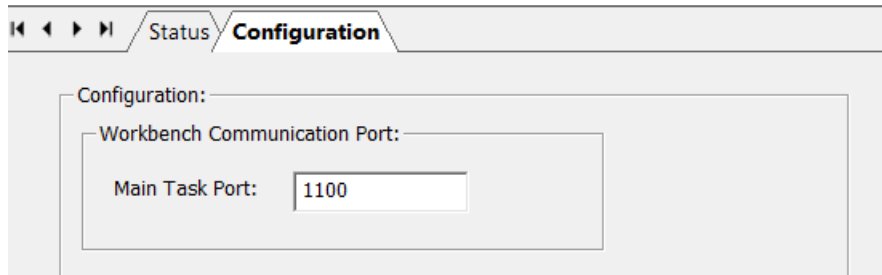 Status Configuration
Configuration:
Workbench Communication Port:
Main Task Port: 1100